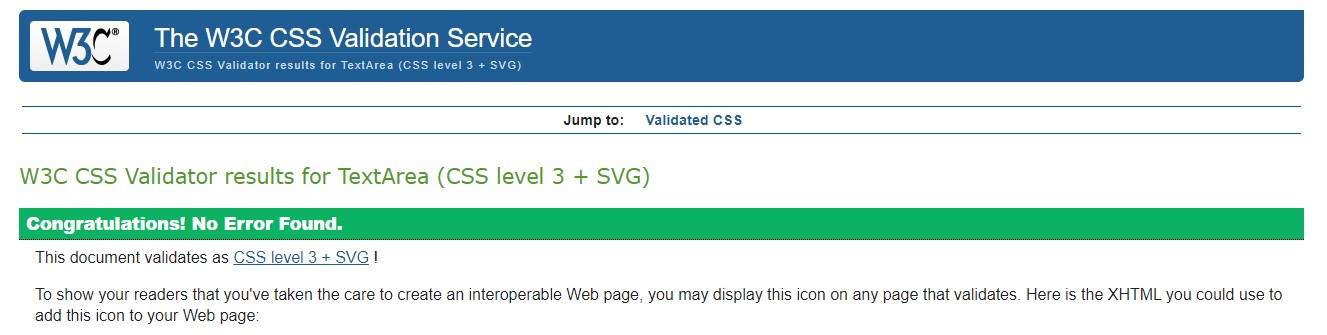 W3C®
The W3C CSS Validation Service
W3C CSS Validator results for TextArea (CSS level 3 + SVG)
Jump to: Validated CSS
W3C CSS Validator results for TextArea (CSS level 3 + SVG)
Congratulations! No Error Found.
This document validates as CSS level 3 + SVG !
To show your readers that you've taken the care to create an interoperable Web page, you may display this icon on any page that validates. Here is the XHTML you could use to
add this icon to your Web page: